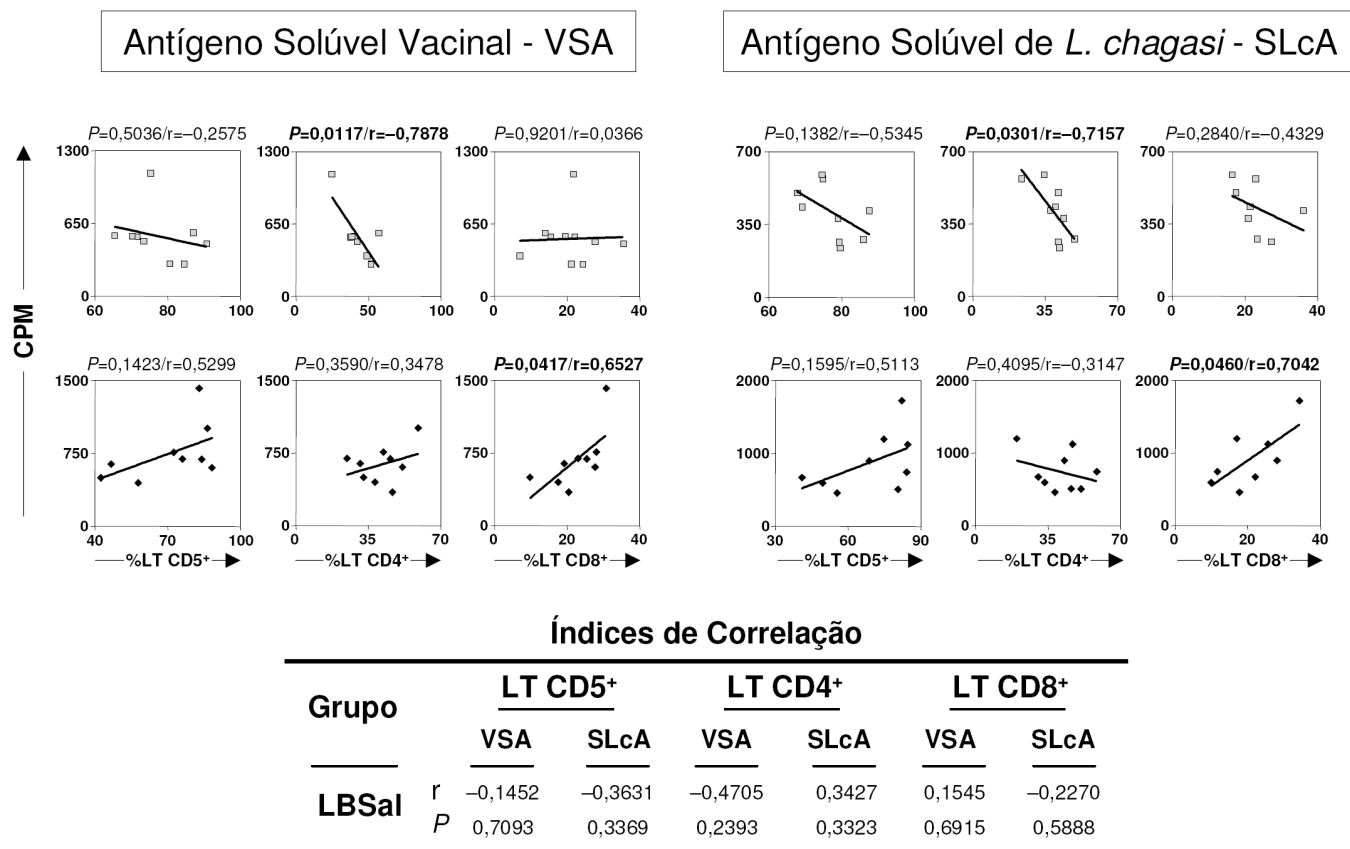 Antígeno Solúvel Vacinal - VSA
Antígeno Solúvel de L. chagasi - SLcA
P=0,5036/r=−0,2575
P=0,0117/r=−0,7878
P=0,9201/r=0,0366
P=0,1382/r=−0,5345
P=0,0301/r=−0,7157
P=0,2840/r=−0,4329
1300
650
0
60 80 100
1300
650
0
0 50 100
1300
650
0
0 20 40
700
350
0
60 80 100
700
350
0
0 35 70
700
350
0
0 20 40
CPM
P=0,1423/r=0,5299
P=0,3590/r=0,3478
P=0,0417/r=0,6527
P=0,1595/r=0,5113
P=0,4095/r=−0,3147
P=0,0460/r=0,7042
1500
750
0
40 70 100
1500
750
0
0 35 70
1500
750
0
0 20 40
2000
1000
0
30 60 90
2000
1000
0
0 35 70
2000
1000
0
0 20 40
%LT CD5⁺
%LT CD4⁺
%LT CD8⁺
%LT CD5⁺
%LT CD4⁺
%LT CD8⁺
Índices de Correlação
Grupo LT CD5⁺ LT CD4⁺ LT CD8⁺
VSA SLcA VSA SLcA VSA SLcA
LBSal
r −0,1452 −0,3631 −0,4705 0,3427 0,1545 −0,2270
P 0,7093 0,3369 0,2393 0,3323 0,6915 0,5888